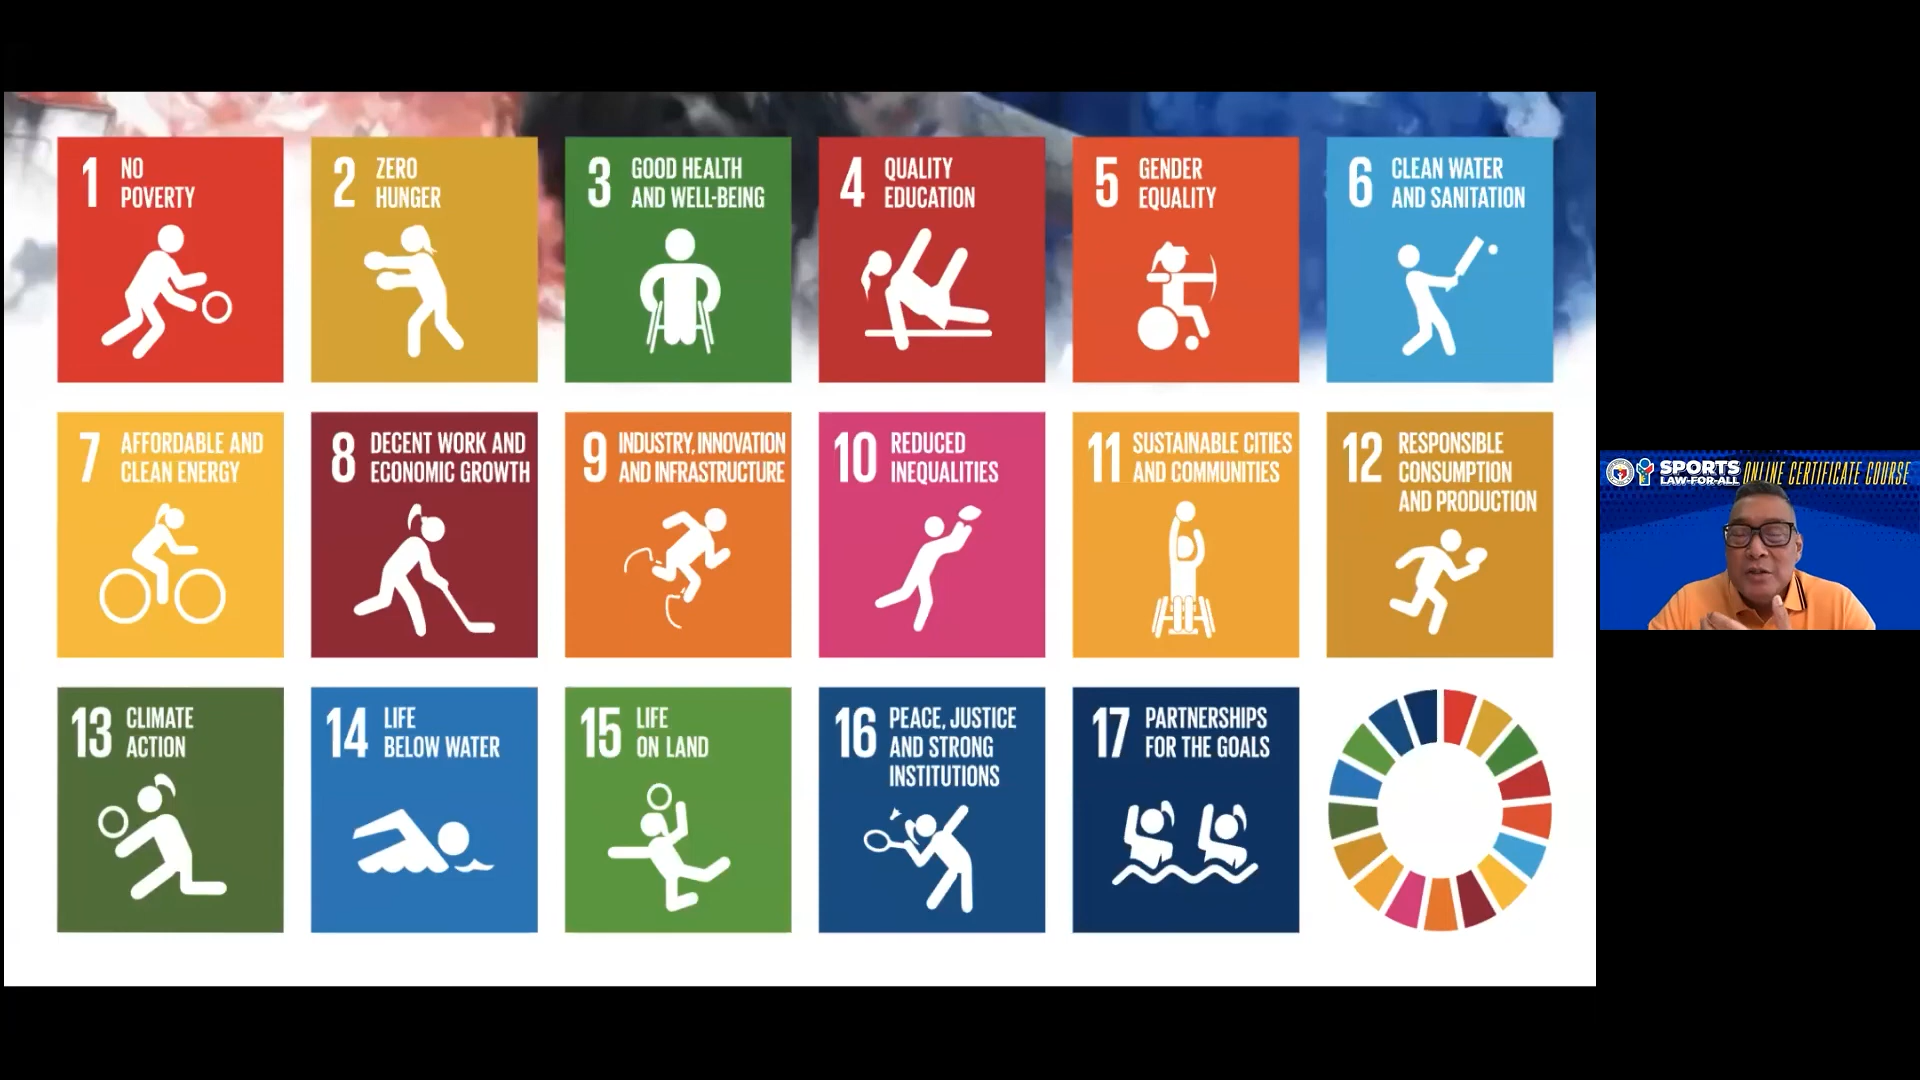 1 NO
POVERTY
2 ZERO
HUNGER
3 GOOD HEALTH
AND WELL-BEING
4 QUALITY
EDUCATION
5 GENDER
EQUALITY
6 CLEAN WATER
AND SANITATION
7 AFFORDABLE AND
CLEAN ENERGY
8 DECENT WORK AND
ECONOMIC GROWTH
9 INDUSTRY, INNOVATION
AND INFRASTRUCTURE
10 REDUCED
INEQUALITIES
11 SUSTAINABLE CITIES
AND COMMUNITIES
12 RESPONSIBLE
CONSUMPTION
AND PRODUCTION
13 CLIMATE
ACTION
14 LIFE
BELOW WATER
15 LIFE
ON LAND
16 PEACE, JUSTICE
AND STRONG
INSTITUTIONS
17 PARTNERSHIPS
FOR THE GOALS
SPORTS
LAW-FOR-ALL
ONLINE CERTIFICATE COURSE